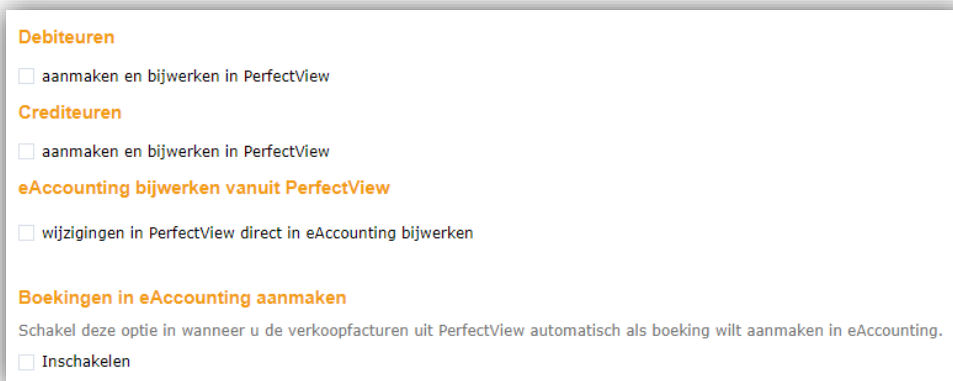 Debiteuren
aanmaken en bijwerken in PerfectView
Crediteuren
aanmaken en bijwerken in PerfectView
eAccounting bijwerken vanuit PerfectView
wijzigingen in PerfectView direct in eAccounting bijwerken
Boekingen in eAccounting aanmaken
Schakel deze optie in wanneer u de verkoopfacturen uit PerfectView automatisch als boeking wilt aanmaken in eAccounting.
Inschakelen